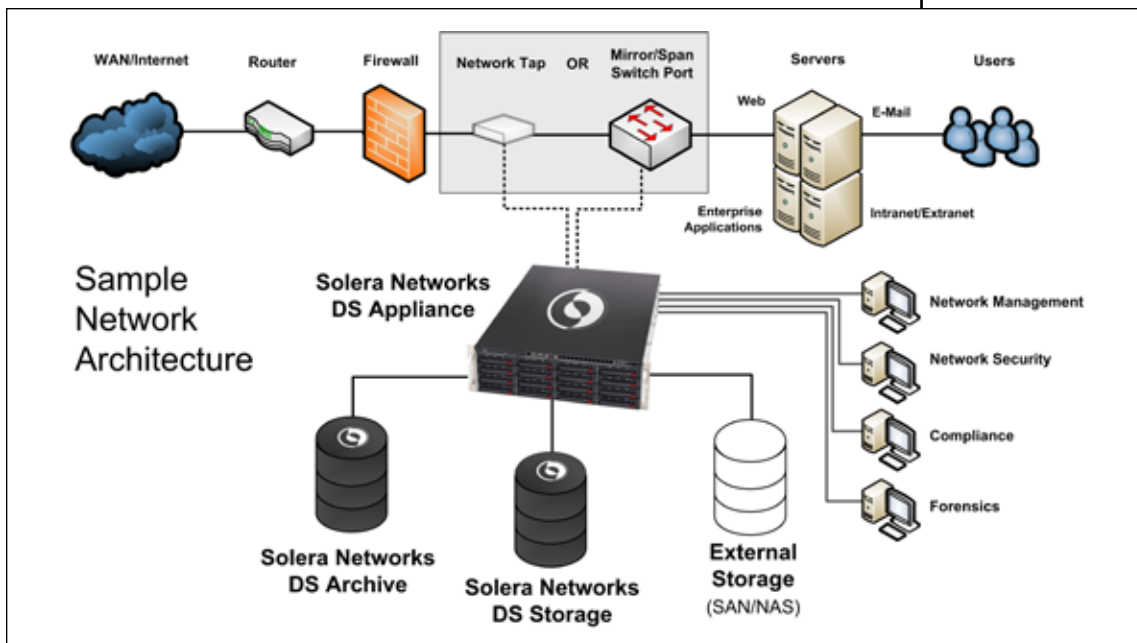 WAN/Internet
Router
Firewall
Network Tap OR Mirror/Span
Switch Port
Servers
Users
Web
E-Mail
Enterprise
Applications
Intranet/Extranet
Sample
Network
Architecture
Solera Networks
DS Appliance
Network Management
Network Security
Compliance
Forensics
Solera Networks
DS Archive
Solera Networks
DS Storage
External
Storage
(SAN/NAS)